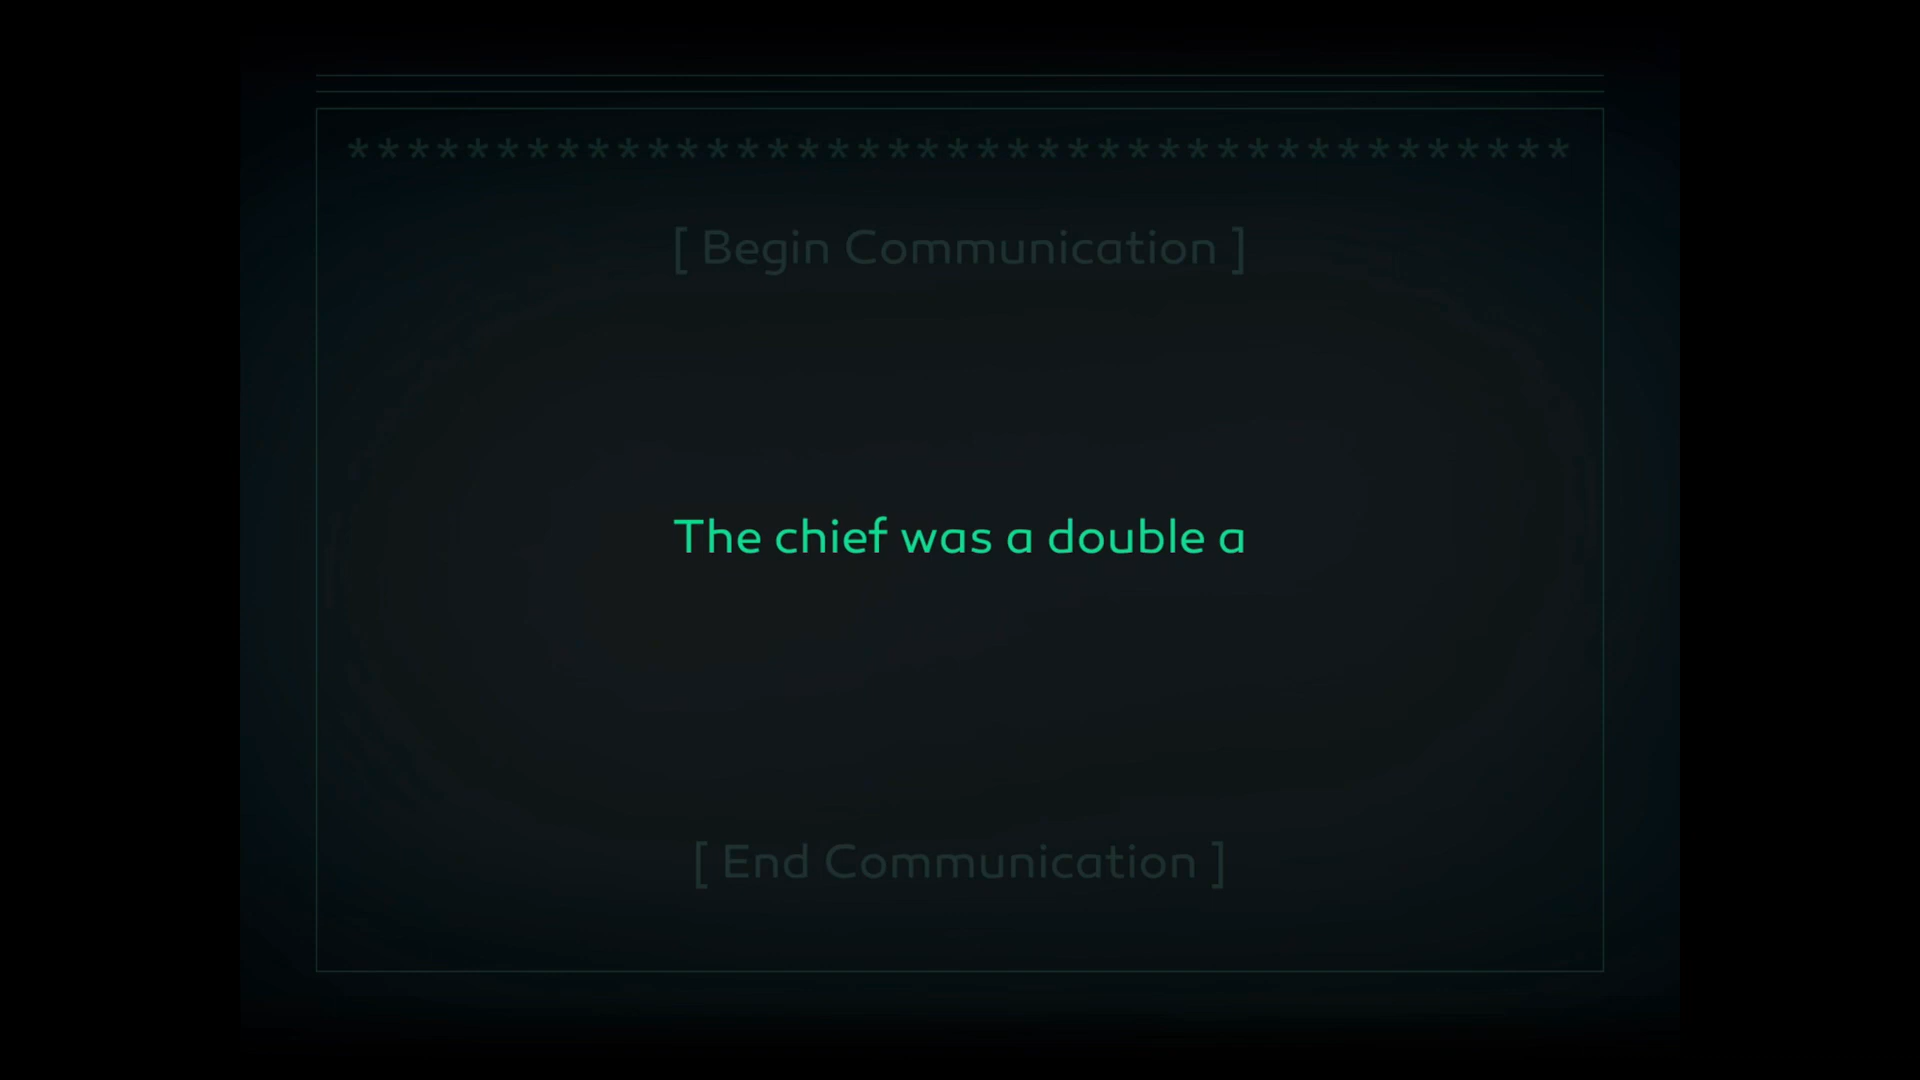 *****************************************
[ Begin Communication ]
The chief was a double a
[ End Communication ]